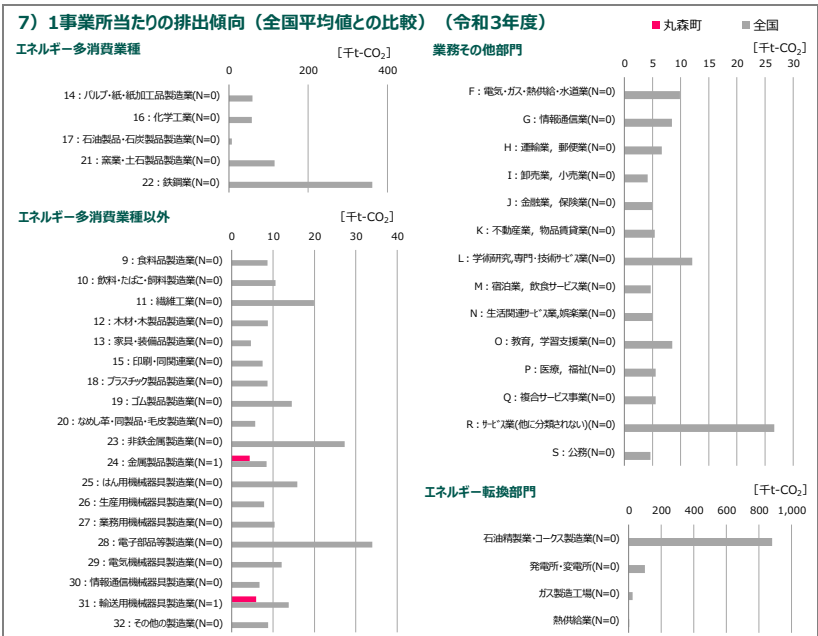 7）1事業所当たりの排出傾向（全国平均値との比較）（令和3年度）
■丸森町 ■全国
エネルギー多消費業種
[千t-CO₂]
0 200 400
14：パルプ・紙・紙加工品製造業(N=0)
16：化学工業(N=0)
17：石油製品・石炭製品製造業(N=0)
21：窯業・土石製品製造業(N=0)
22：鉄鋼業(N=0)
エネルギー多消費業種以外
[千t-CO₂]
0 10 20 30 40
9：食料品製造業(N=0)
10：飲料・たばこ・飼料製造業(N=0)
11：繊維工業(N=0)
12：木材・木製品製造業(N=0)
13：家具・装備品製造業(N=0)
15：印刷・同関連業(N=0)
18：プラスチック製品製造業(N=0)
19：ゴム製品製造業(N=0)
20：なめし革・同製品・毛皮製造業(N=0)
23：非鉄金属製造業(N=0)
24：金属製品製造業(N=1)
25：はん用機械器具製造業(N=0)
26：生産用機械器具製造業(N=0)
27：業務用機械器具製造業(N=0)
28：電子部品等製造業(N=0)
29：電気機械器具製造業(N=0)
30：情報通信機械器具製造業(N=0)
31：輸送用機械器具製造業(N=1)
32：その他の製造業(N=0)
業務その他部門
[千t-CO₂]
0 5 10 15 20 25 30
F：電気・ガス・熱供給・水道業(N=0)
G：情報通信業(N=0)
H：運輸業，郵便業(N=0)
I：卸売業，小売業(N=0)
J：金融業，保険業(N=0)
K：不動産業，物品賃貸業(N=0)
L：学術研究,専門・技術サービス業(N=0)
M：宿泊業，飲食サービス業(N=0)
N：生活関連サービス業,娯楽業(N=0)
O：教育，学習支援業(N=0)
P：医療，福祉(N=0)
Q：複合サービス事業(N=0)
R：サービス業(他に分類されない)(N=0)
S：公務(N=0)
エネルギー転換部門
[千t-CO₂]
0 200 400 600 800 1,000
石油精製業・コークス製造業(N=0)
発電所・変電所(N=0)
ガス製造工場(N=0)
熱供給業(N=0)